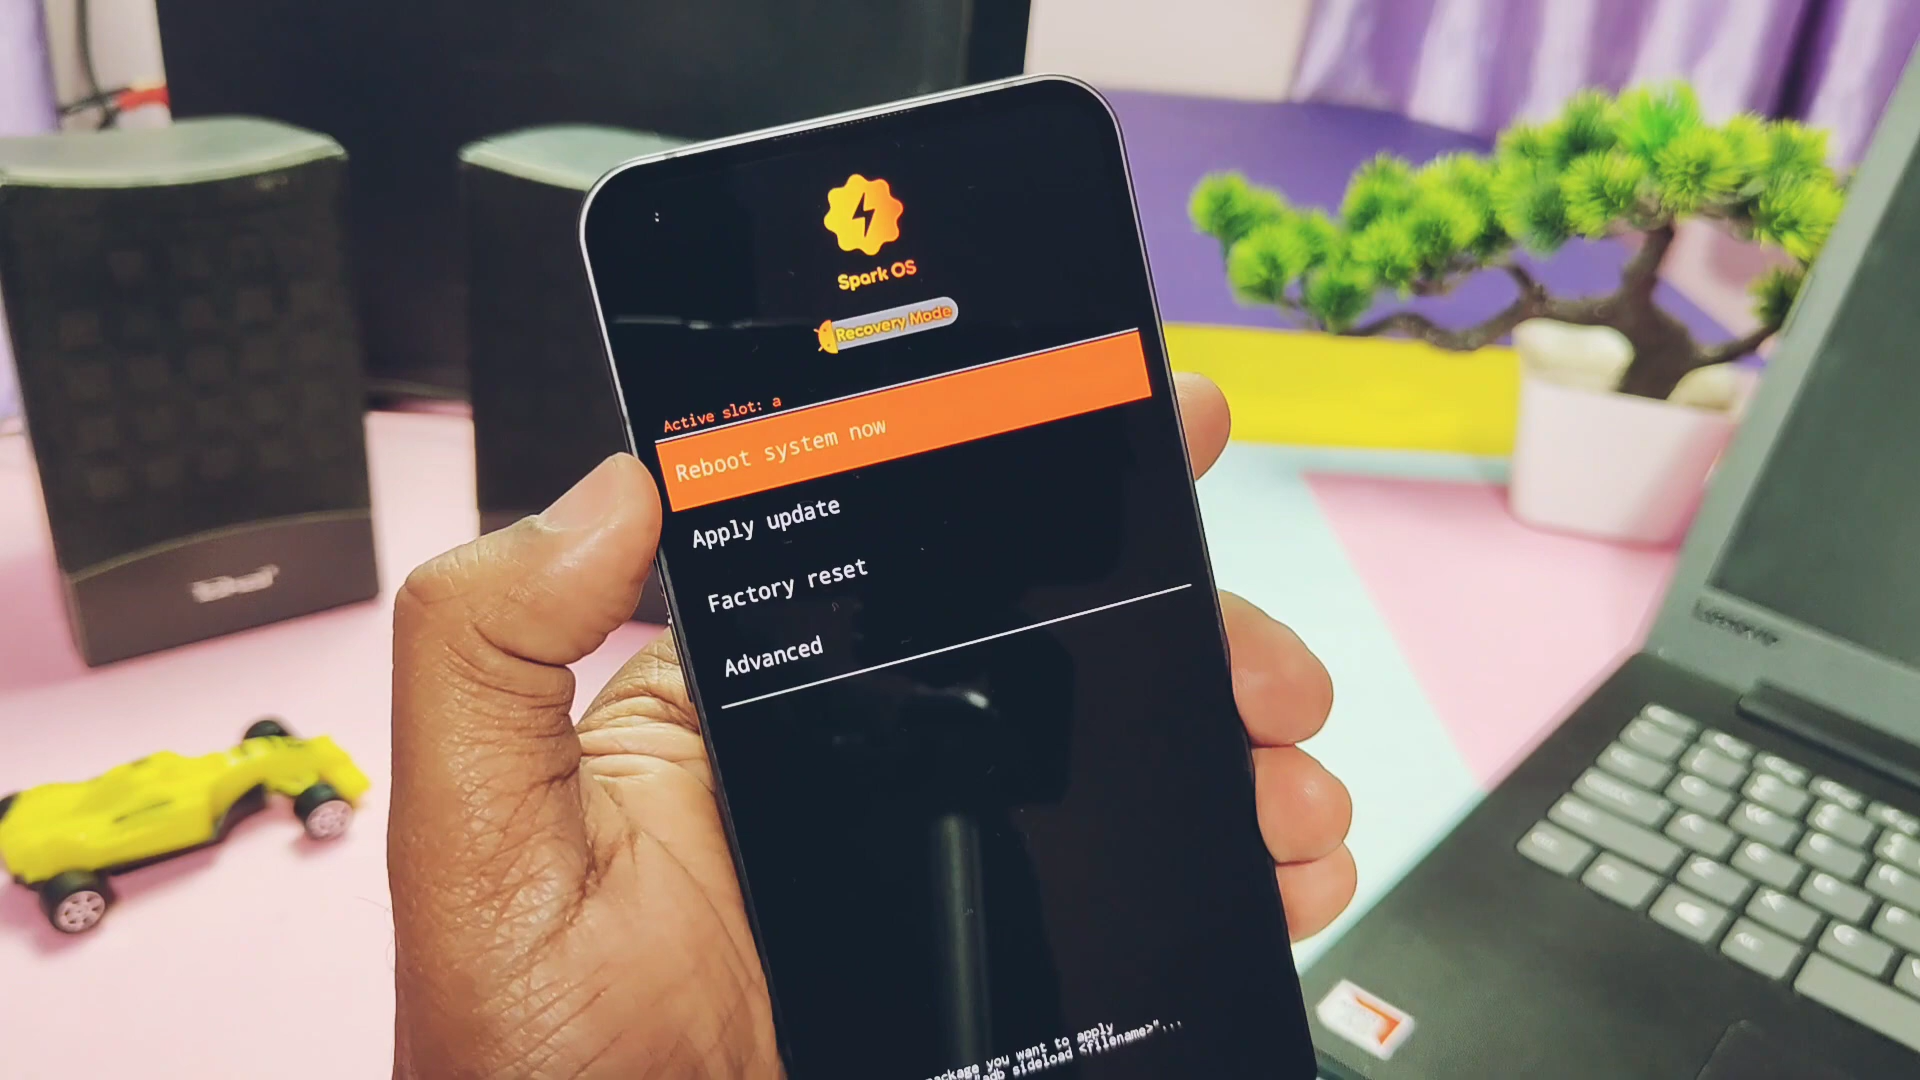 Spark OS
Recovery Mode
Active slot: a
Reboot system now
Apply update
Factory reset
Advanced
package you want to apply
"adb sideload <filename>"...
Lenovo